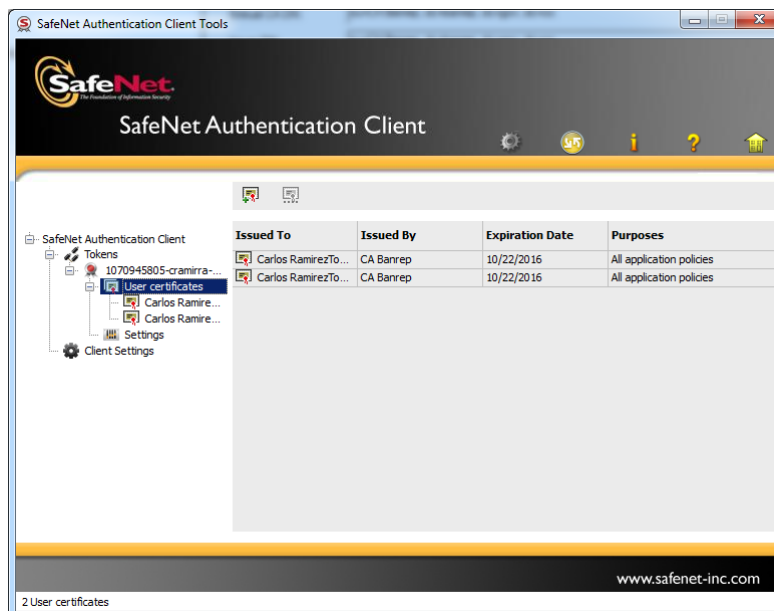 SafeNet Authentication Client Tools
SafeNet.
The Foundation of Information Security
SafeNet Authentication Client
SafeNet Authentication Client
Tokens
1070945805-cramirra-...
User certificates
Carlos Ramire...
Carlos Ramire...
Settings
Client Settings
Issued To Issued By Expiration Date Purposes
Carlos RamirezTo... CA Banrep 10/22/2016 All application policies
Carlos RamirezTo... CA Banrep 10/22/2016 All application policies
www.safenet-inc.com
2 User certificates